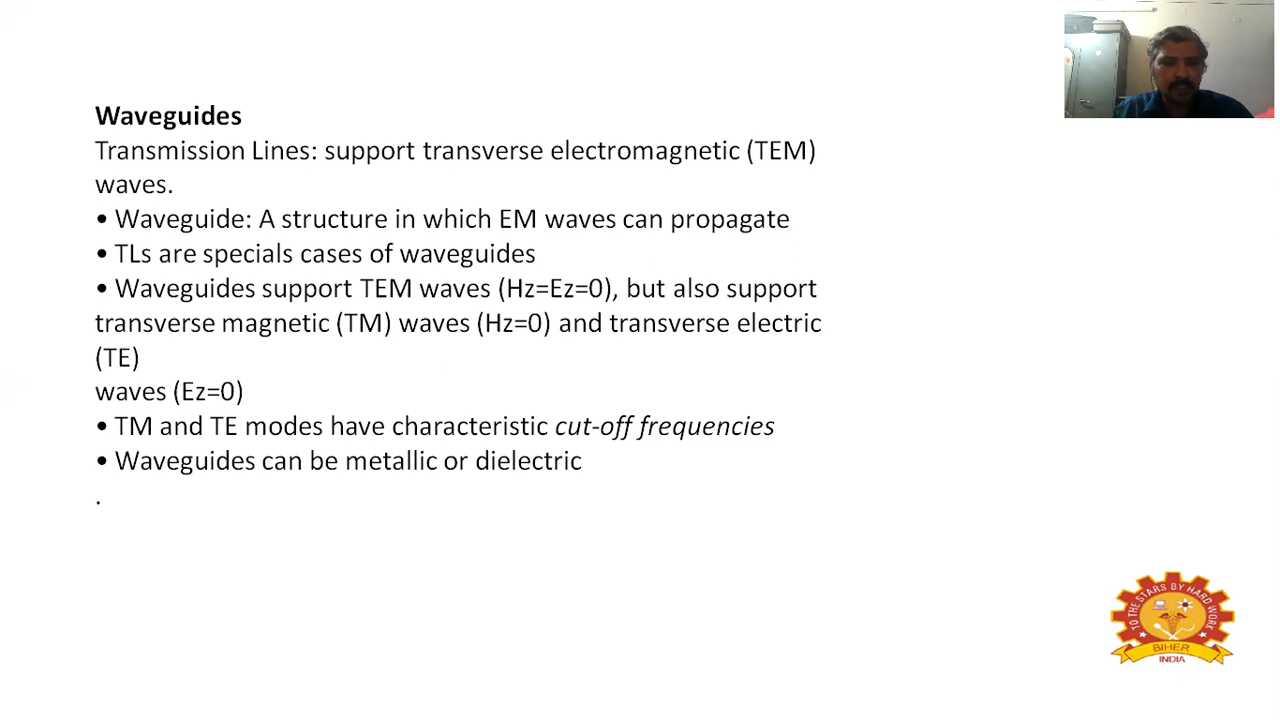 Waveguides
Transmission Lines: support transverse electromagnetic (TEM)
waves.
• Waveguide: A structure in which EM waves can propagate
• TLs are specials cases of waveguides
• Waveguides support TEM waves (Hz=Ez=0), but also support
transverse magnetic (TM) waves (Hz=0) and transverse electric
(TE)
waves (Ez=0)
• TM and TE modes have characteristic cut-off frequencies
• Waveguides can be metallic or dielectric
.
TO THE STARS BY HARD WORK
BIHER
INDIA